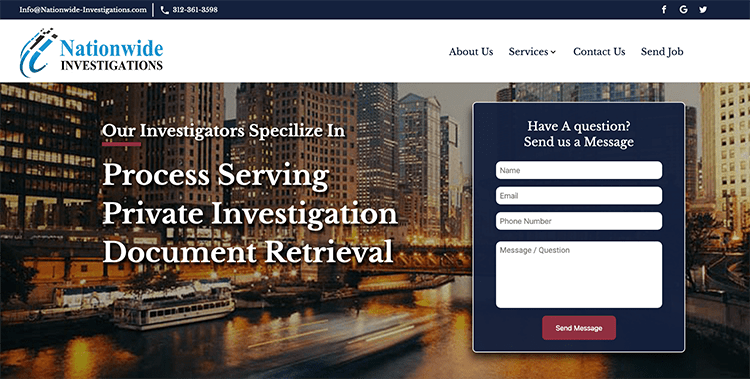 Info@Nationwide-Investigations.com 312-361-3598
Nationwide
INVESTIGATIONS
About Us Services Contact Us Send Job
Our Investigators Specilize In
Process Serving
Private Investigation
Document Retrieval
Have A question?
Send us a Message
Name
Email
Phone Number
Message / Question
Send Message